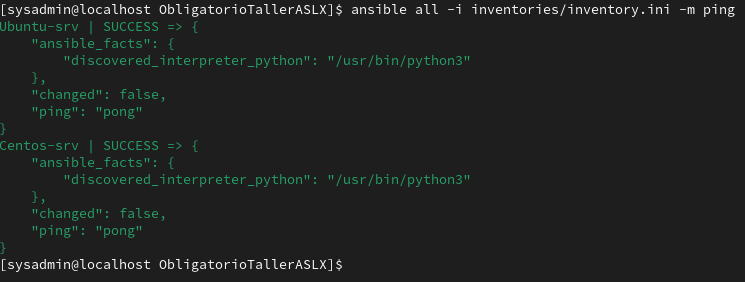 [sysadmin@localhost ObligatorioTallerASLX]$ ansible all -i inventories/inventory.ini -m ping
Ubuntu-srv | SUCCESS => {
    "ansible_facts": {
        "discovered_interpreter_python": "/usr/bin/python3"
    },
    "changed": false,
    "ping": "pong"
}
Centos-srv | SUCCESS => {
    "ansible_facts": {
        "discovered_interpreter_python": "/usr/bin/python3"
    },
    "changed": false,
    "ping": "pong"
}
[sysadmin@localhost ObligatorioTallerASLX]$